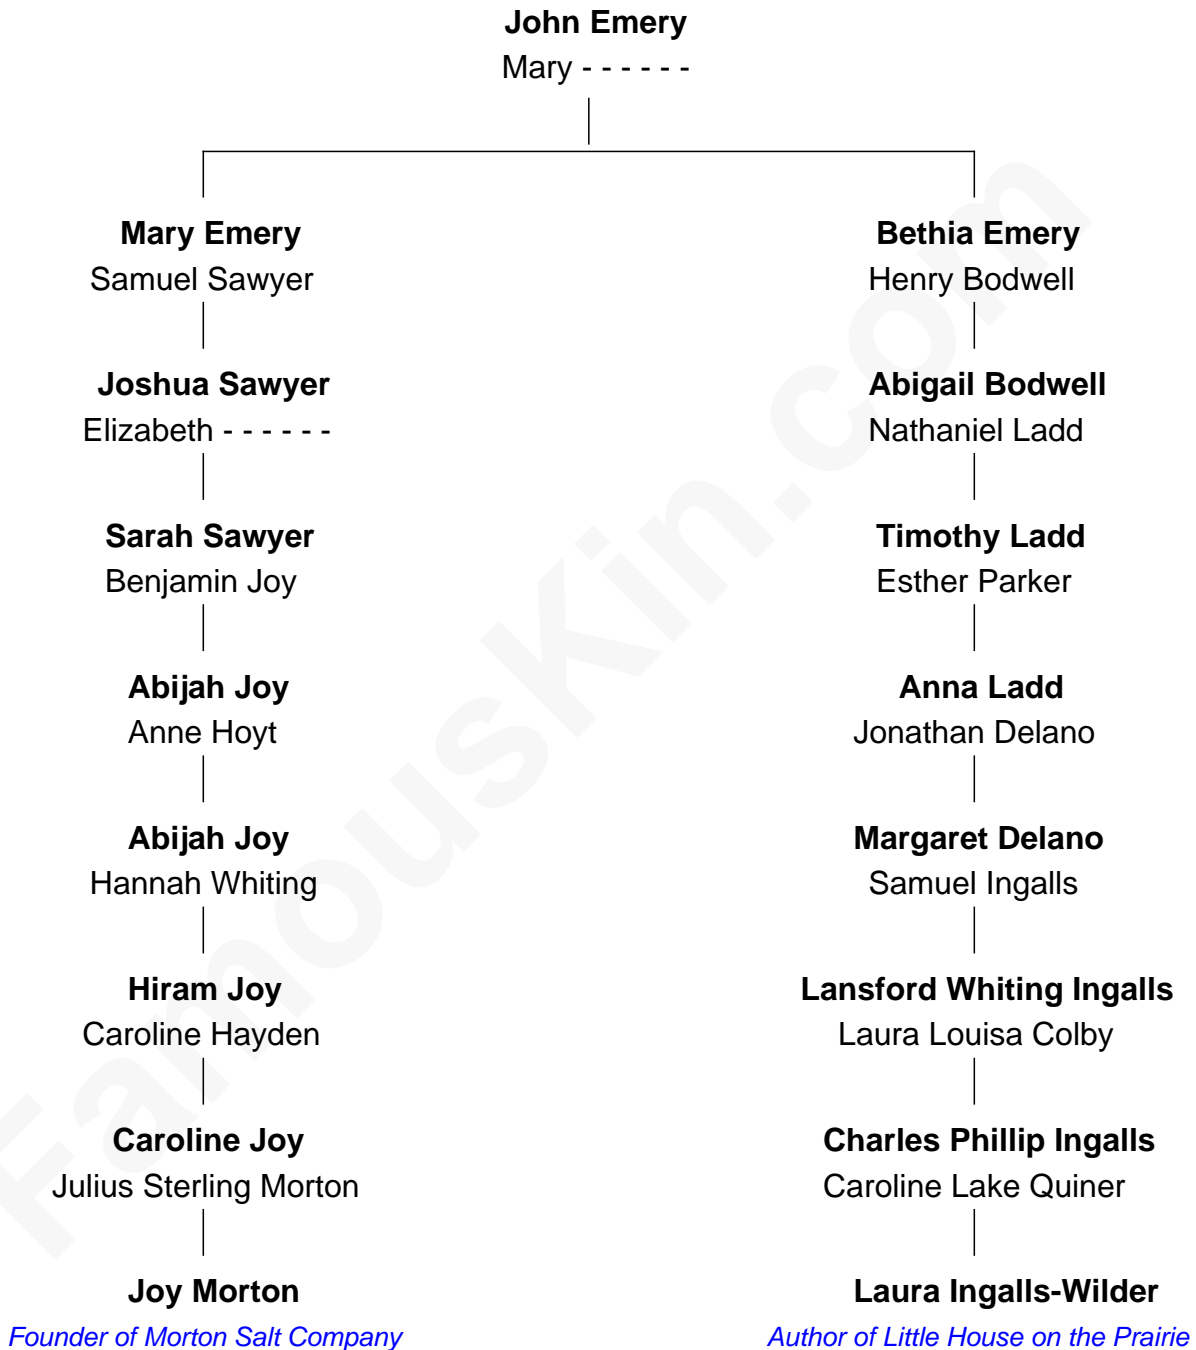 John Emery
Mary - - - - - -
Mary Emery
Samuel Sawyer
Bethia Emery
Henry Bodwell
Joshua Sawyer
Elizabeth - - - - - -
Abigail Bodwell
Nathaniel Ladd
Sarah Sawyer
Benjamin Joy
Timothy Ladd
Esther Parker
Abijah Joy
Anne Hoyt
Anna Ladd
Jonathan Delano
Abijah Joy
Hannah Whiting
Margaret Delano
Samuel Ingalls
Hiram Joy
Caroline Hayden
Lansford Whiting Ingalls
Laura Louisa Colby
Caroline Joy
Julius Sterling Morton
Charles Phillip Ingalls
Caroline Lake Quiner
Joy Morton
Founder of Morton Salt Company
Laura Ingalls-Wilder
Author of Little House on the Prairie
FamousKin.com